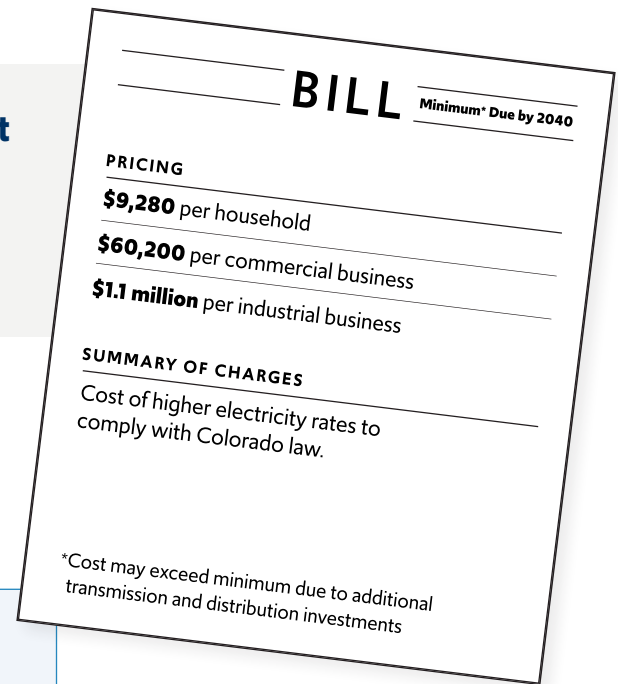 t
BILL
Minimum* Due by 2040
PRICING
$9,280 per household
$60,200 per commercial business
$1.1 million per industrial business
SUMMARY OF CHARGES
Cost of higher electricity rates to
comply with Colorado law.
*Cost may exceed minimum due to additional
transmission and distribution investments